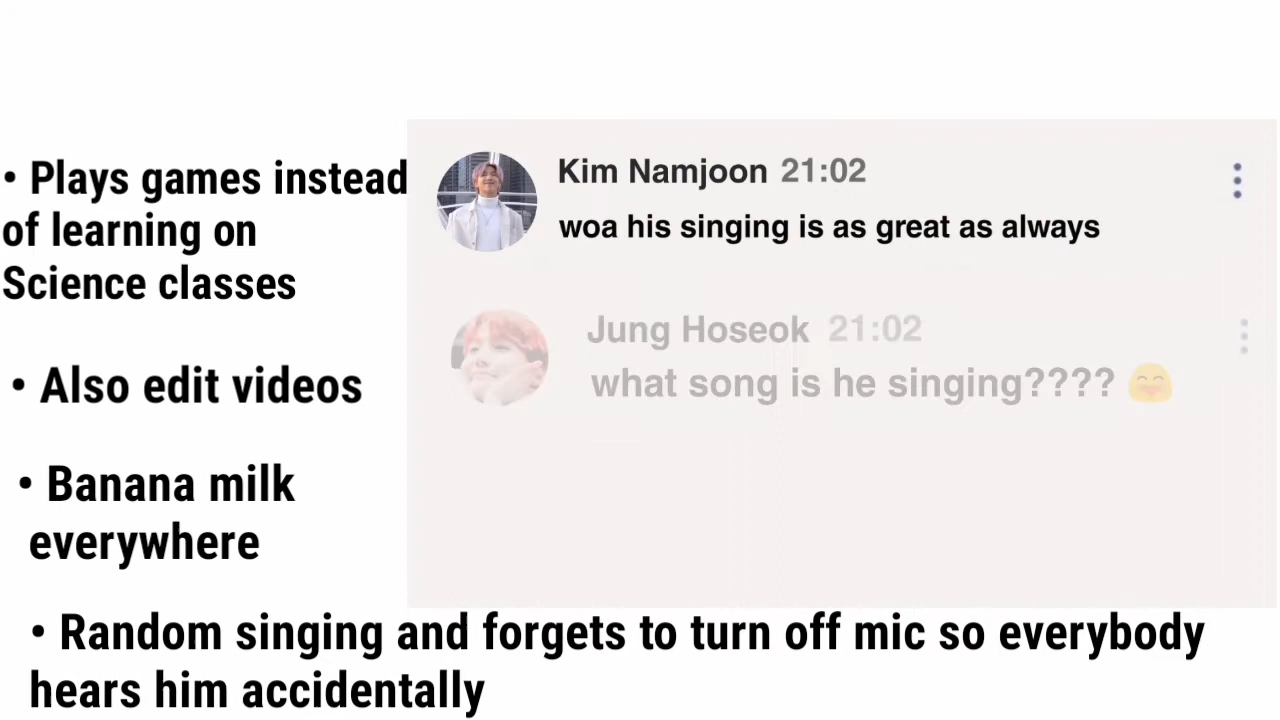 • Plays games instead
of learning on
Science classes
• Also edit videos
• Banana milk
everywhere
• Random singing and forgets to turn off mic so everybody
hears him accidentally
Kim Namjoon 21:02
woa his singing is as great as always
Jung Hoseok 21:02
what song is he singing???? 😊